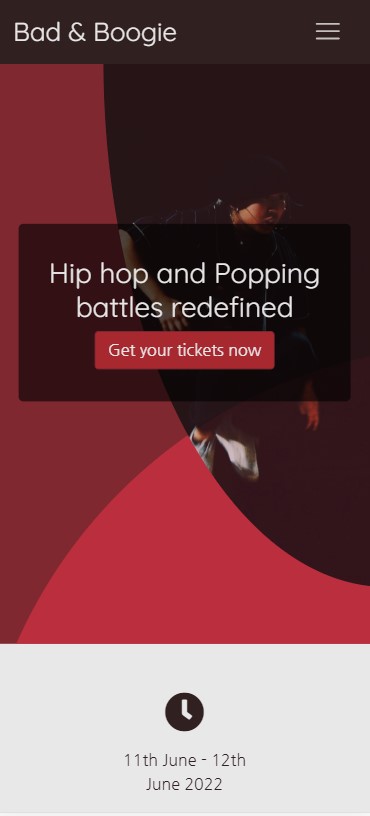 Bad & Boogie
Hip hop and Popping
battles redefined
Get your tickets now
11th June - 12th
June 2022